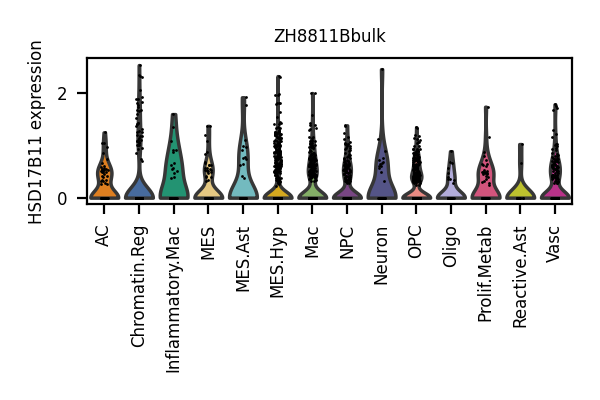 ZH8811Bbulk
HSD17B11 expression
2
0
AC
Chromatin.Reg
Inflammatory.Mac
MES
MES.Ast
MES.Hyp
Mac
NPC
Neuron
OPC
Oligo
Prolif.Metab
Reactive.Ast
Vasc